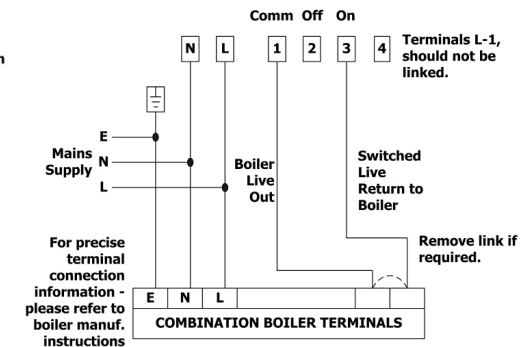 Comm Off On
N L 1 2 3 4
Terminals L-1,
should not be
linked.
n
E
Mains
Supply
N
L
Boiler
Live
Out
Switched
Live
Return to
Boiler
For precise
terminal
connection
information -
please refer to
boiler manuf.
instructions
Remove link if
required.
E N L
COMBINATION BOILER TERMINALS